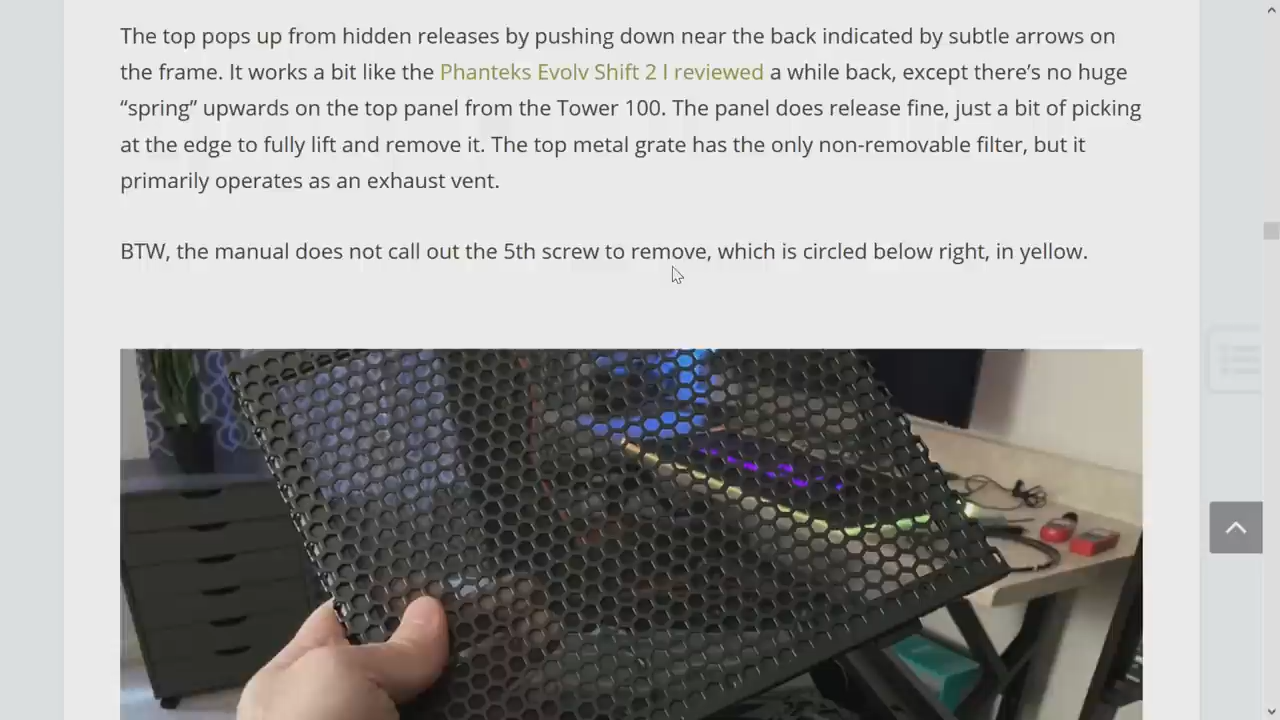 The top pops up from hidden releases by pushing down near the back indicated by subtle arrows on
the frame. It works a bit like the Phanteks Evolv Shift 2 I reviewed a while back, except there’s no huge
“spring” upwards on the top panel from the Tower 100. The panel does release fine, just a bit of picking
at the edge to fully lift and remove it. The top metal grate has the only non-removable filter, but it
primarily operates as an exhaust vent.
BTW, the manual does not call out the 5th screw to remove, which is circled below right, in yellow.